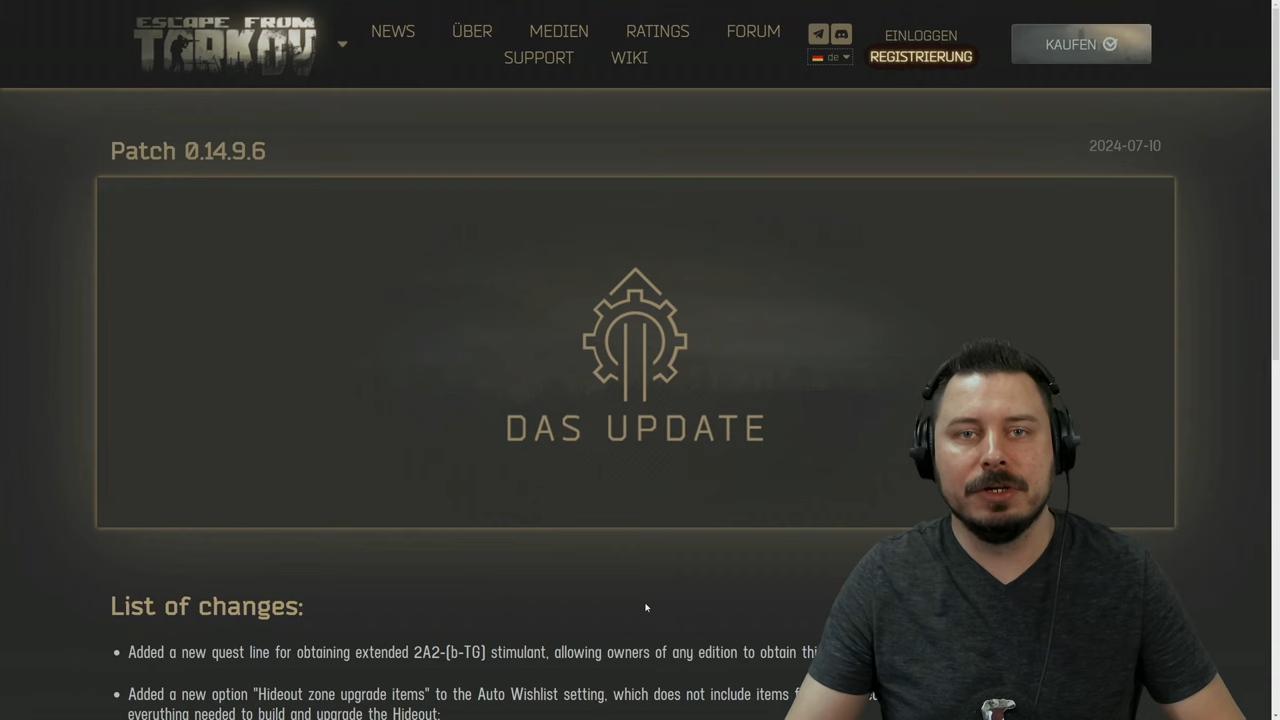 ESCAPE FROM
TARKOV
NEWS
ÜBER
MEDIEN
RATINGS
FORUM
SUPPORT
WIKI
de
EINLOGGEN
REGISTRIERUNG
KAUFEN
Patch 0.14.9.6
2024-07-10
DAS UPDATE
List of changes:
Added a new quest line for obtaining extended 2A2-(b-TG) stimulant, allowing owners of any edition to obtain
Added a new option "Hideout zone upgrade items" to the Auto Wishlist setting, which does not include items
everything needed to build and upgrade the Hideout;